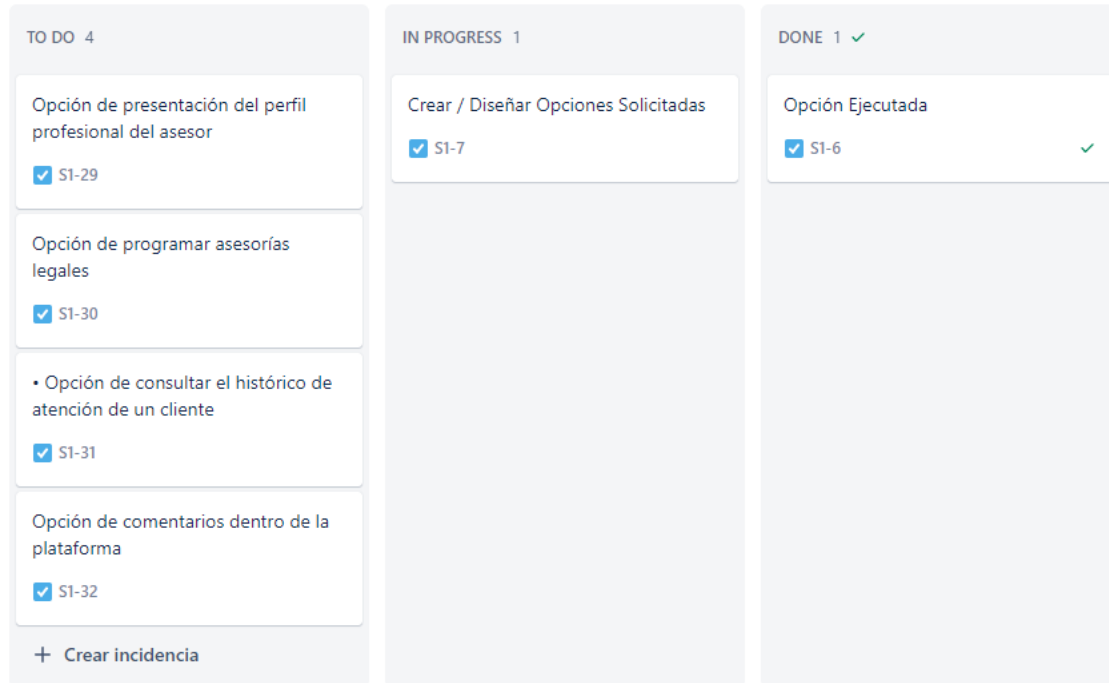 TO DO 4
Opción de presentación del perfil
profesional del asesor
S1-29
Opción de programar asesorías
legales
S1-30
• Opción de consultar el histórico de
atención de un cliente
S1-31
Opción de comentarios dentro de la
plataforma
S1-32
+ Crear incidencia
IN PROGRESS 1
Crear / Diseñar Opciones Solicitadas
S1-7
DONE 1
Opción Ejecutada
S1-6